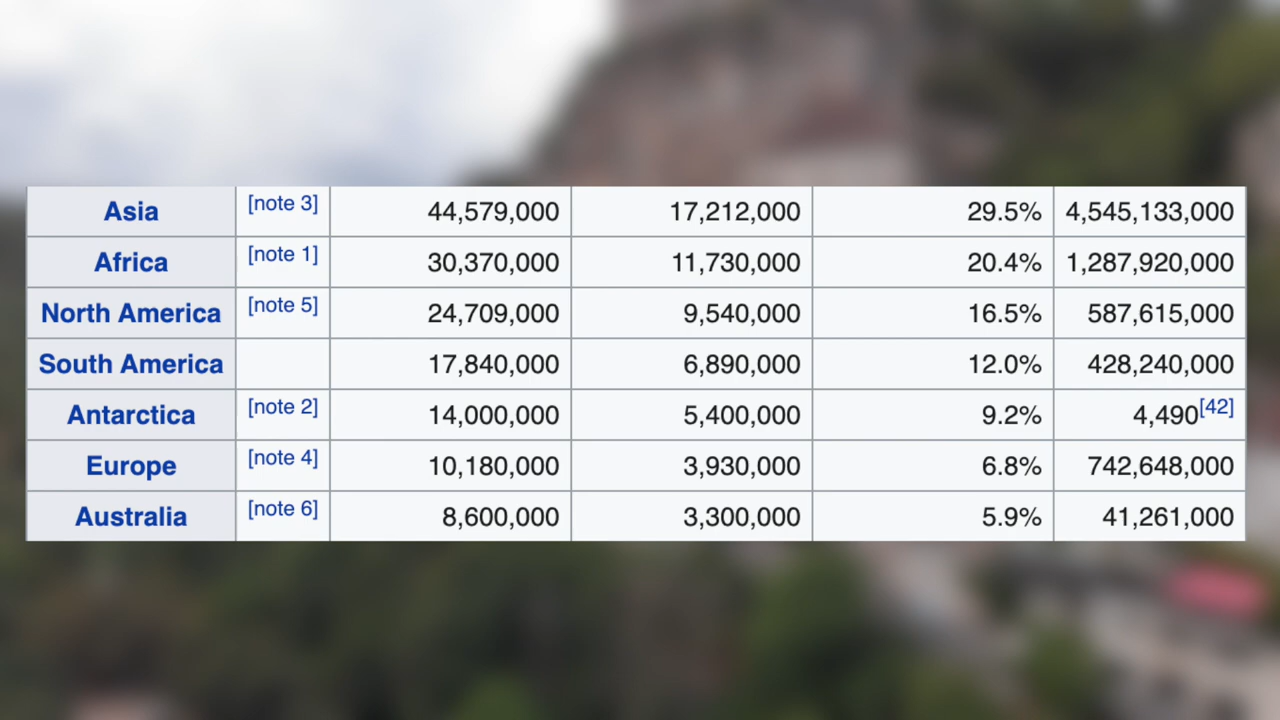 Asia [note 3] 44,579,000 17,212,000 29.5% 4,545,133,000
Africa [note 1] 30,370,000 11,730,000 20.4% 1,287,920,000
North America [note 5] 24,709,000 9,540,000 16.5% 587,615,000
South America 17,840,000 6,890,000 12.0% 428,240,000
Antarctica [note 2] 14,000,000 5,400,000 9.2% 4,490[42]
Europe [note 4] 10,180,000 3,930,000 6.8% 742,648,000
Australia [note 6] 8,600,000 3,300,000 5.9% 41,261,000